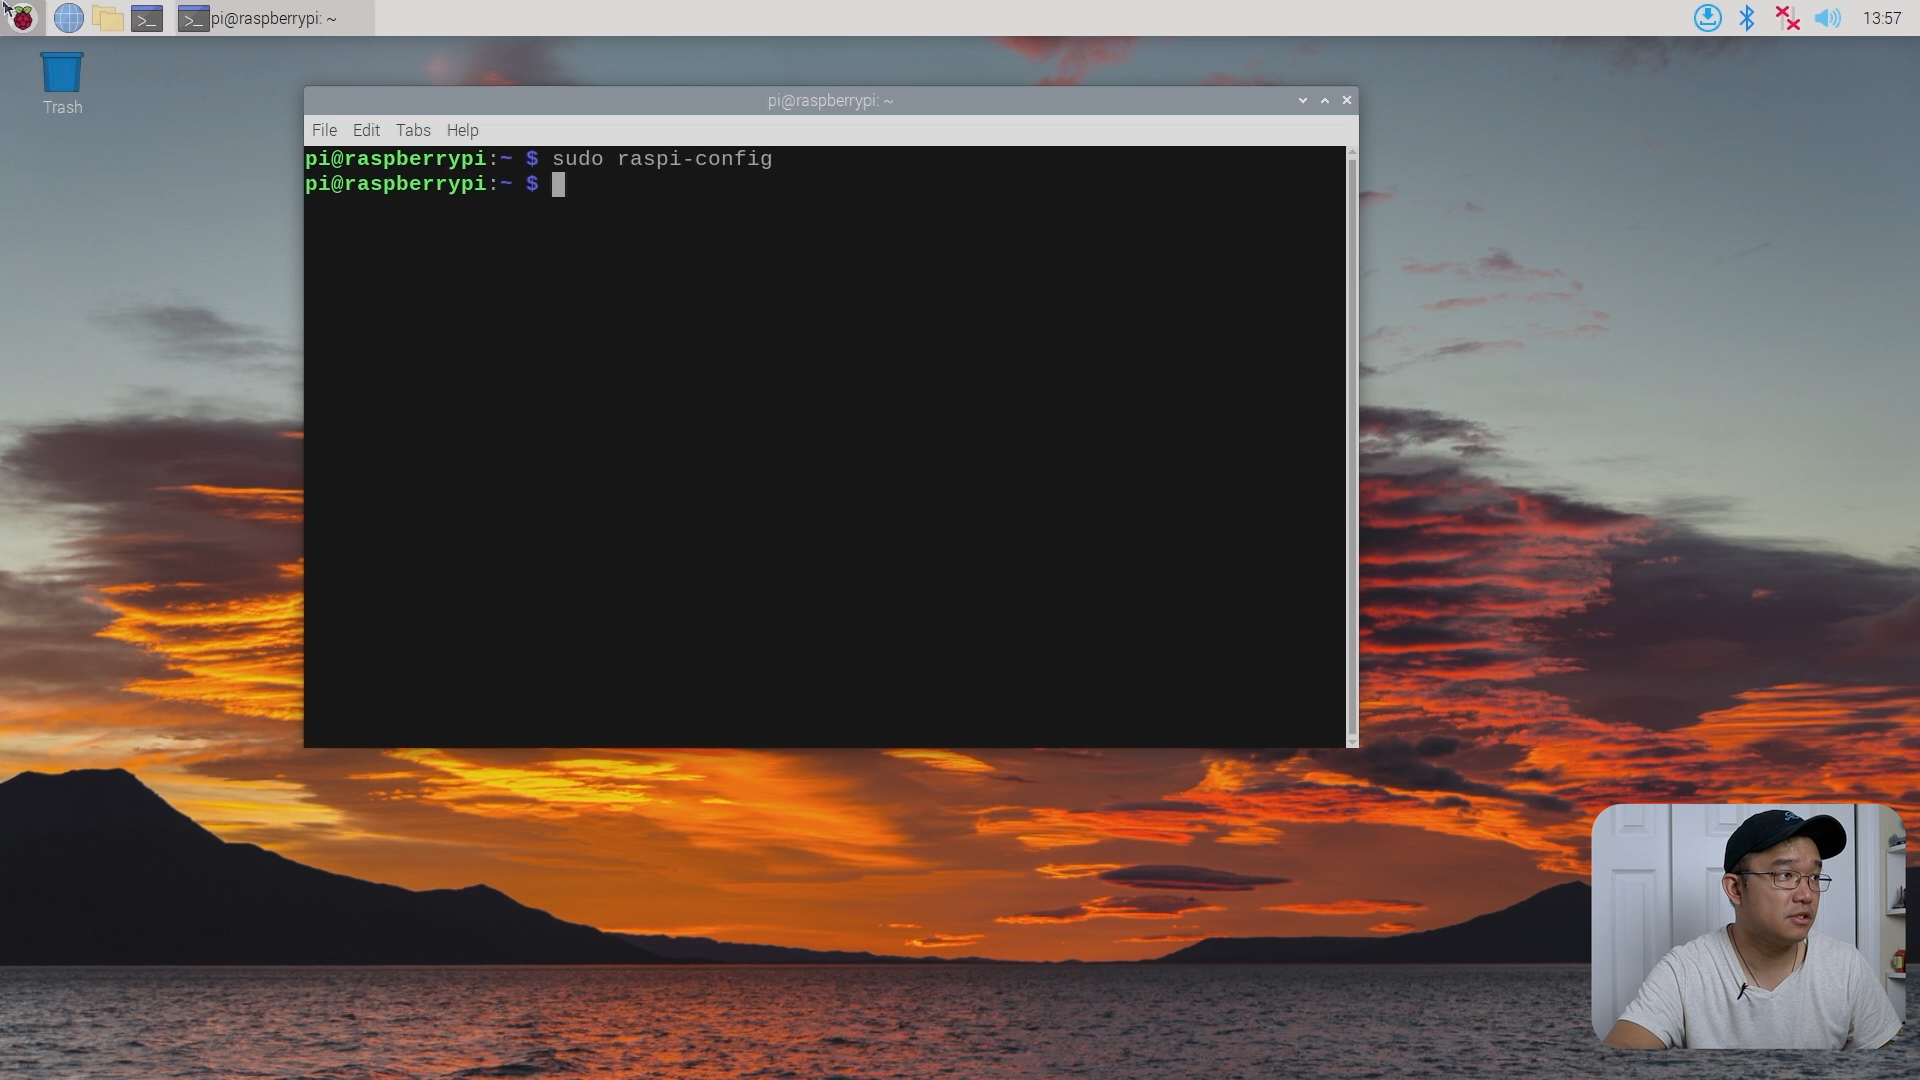 pi@raspberrypi: ~
13:57
Trash
pi@raspberrypi: ~
File Edit Tabs Help
pi@raspberrypi:~ $ sudo raspi-config
pi@raspberrypi:~ $